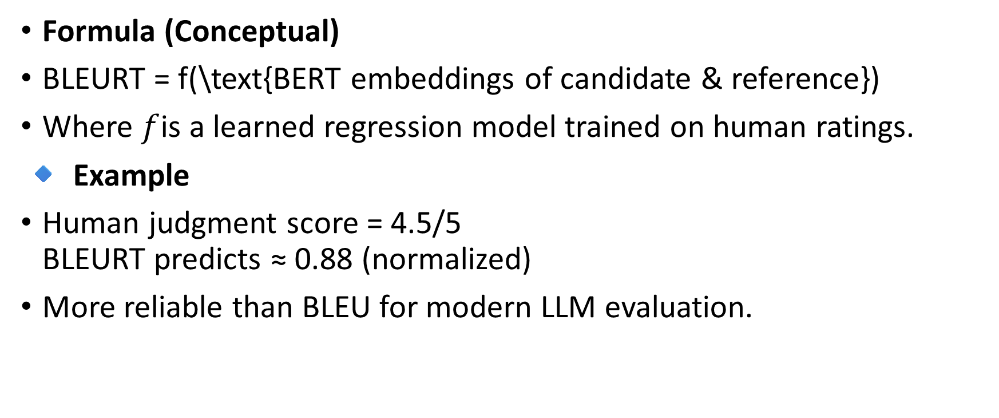 • Formula (Conceptual)
• BLEURT = f(\text{BERT embeddings of candidate & reference})
• Where f is a learned regression model trained on human ratings.
🔹 Example
• Human judgment score = 4.5/5
BLEURT predicts ≈ 0.88 (normalized)
• More reliable than BLEU for modern LLM evaluation.